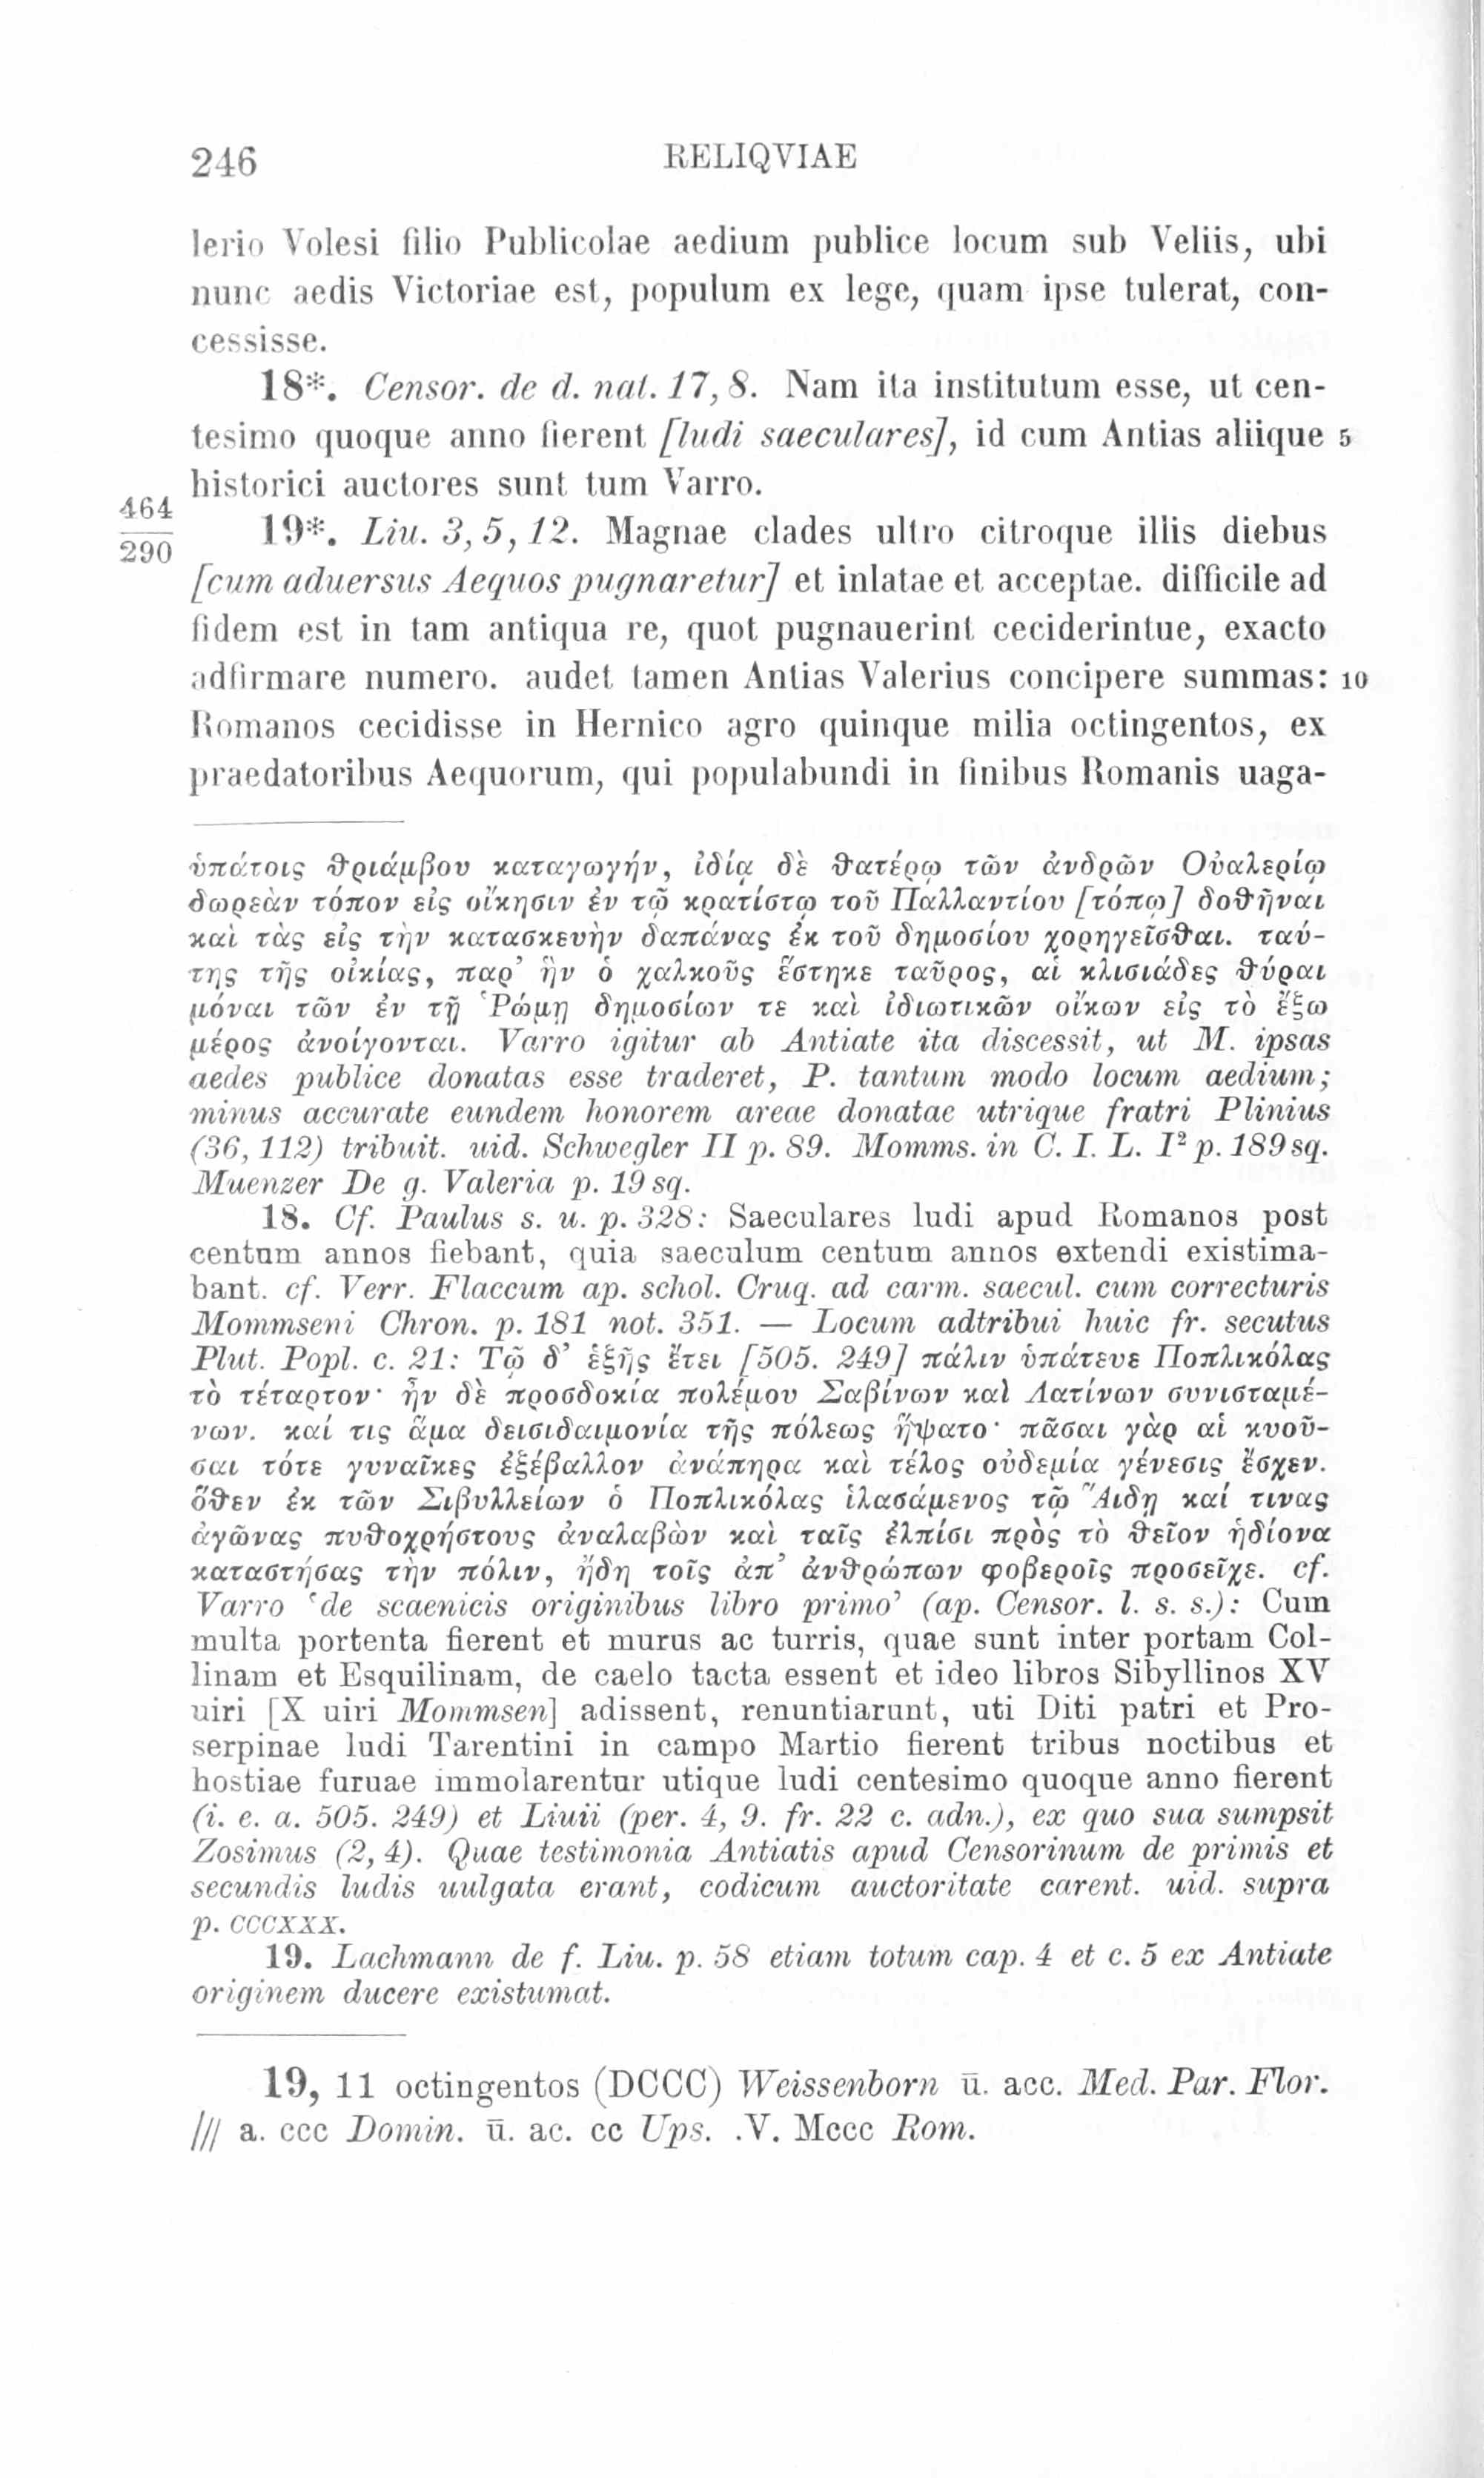 246 RELIQVIAE
lerio Volesi filio Publicolae aedium publice locum sub Veliis, ubi
nunc aedis Victoriae est, populum ex lege, quam ipse tulerat, con-
cessisse.
18*. Censor. de d. nat. 17, 8. Nam ita institutum esse, ut cen-
tesimo quoque anno fierent [ludi saeculares], id cum Antias aliique 5
historici auctores sunt tum Varro.
464
290
19*. Liu. 3, 5, 12. Magnae clades ultro citroque illis diebus
[cum aduersus Aequos pugnaretur] et inlatae et acceptae. difficile ad
fidem est in tam antiqua re, quot pugnauerint ceciderintue, exacto
adfirmare numero. audet tamen Antias Valerius concipere summas: 10
Romanos cecidisse in Hernico agro quinque milia octingentos, ex
praedatoribus Aequorum, qui populabundi in finibus Romanis uaga-
ὑπάτοις ϑριάμβου καταγωγήν, ἰδίᾳ δὲ ϑατέρῳ τῶν ἀνδρῶν Οὐαλερίῳ
δωρεὰν τόπον εἰς οἴκησιν ἐν τῷ κρατίστῳ τοῦ Παλλαντίου [τόπῳ] δοϑῆναι
καὶ τὰς εἰς τὴν κατασκευὴν δαπάνας ἐκ τοῦ δημοσίου χορηγεῖσϑαι. ταύ-
της τῆς οἰκίας, παρ’ ἣν ὁ χαλκοῦς ἕστηκε ταῦρος, αἱ κλισιάδες ϑύραι
μόναι τῶν ἐν τῇ Ῥώμῃ δημοσίων τε καὶ ἰδιωτικῶν οἴκων εἰς τὸ ἔξω
μέρος ἀνοίγονται. Varro igitur ab Antiate ita discessit, ut M. ipsas
aedes publice donatas esse traderet, P. tantum modo locum aedium;
minus accurate eundem honorem areae donatae utrique fratri Plinius
(36, 112) tribuit. uid. Schwegler II p. 89. Momms. in C. I. L. I² p. 189 sq.
Muenzer De g. Valeria p. 19 sq.
18. Cf. Paulus s. u. p. 328: Saeculares ludi apud Romanos post
centum annos fiebant, quia saeculum centum annos extendi existima-
bant. cf. Verr. Flaccum ap. schol. Cruq. ad carm. saecul. cum correcturis
Mommseni Chron. p. 181 not. 351. — Locum adtribui huic fr. secutus
Plut. Popl. c. 21: Τῷ δ’ ἑξῆς ἔτει [505. 249] πάλιν ὑπάτευε Ποπλικόλας
τὸ τέταρτον· ἦν δὲ προσδοκία πολέμου Σαβίνων καὶ Λατίνων συνισταμέ-
νων. καί τις ἅμα δεισιδαιμονία τῆς πόλεως ἥψατο· πᾶσαι γὰρ αἱ κυοῦ-
σαι τότε γυναῖκες ἐξέβαλλον ἀνάπηρα καὶ τέλος οὐδεμία γένεσις ἔσχεν.
ὅϑεν ἐκ τῶν Σιβυλλείων ὁ Ποπλικόλας ἱλασάμενος τῷ Ἅιδῃ καί τινας
ἀγῶνας πυϑοχρήστους ἀναλαβὼν καὶ ταῖς ἐλπίσι πρὸς τὸ ϑεῖον ἡδίονα
καταστήσας τὴν πόλιν, ἤδη τοῖς ἀπ’ ἀνϑρώπων φοβεροῖς προσεῖχε. cf.
Varro ‘de scaenicis originibus libro primo’ (ap. Censor. l. s. s.): Cum
multa portenta fierent et murus ac turris, quae sunt inter portam Col-
linam et Esquilinam, de caelo tacta essent et ideo libros Sibyllinos XV
uiri [X uiri Mommsen] adissent, renuntiarunt, uti Diti patri et Pro-
serpinae ludi Tarentini in campo Martio fierent tribus noctibus et
hostiae furuae immolarentur utique ludi centesimo quoque anno fierent
(i. e. a. 505. 249) et Liuii (per. 4, 9. fr. 22 c. adn.), ex quo sua sumpsit
Zosimus (2, 4). Quae testimonia Antiatis apud Censorinum de primis et
secundis ludis uulgata erant, codicum auctoritate carent. uid. supra
p. CCCXXX.
19. Lachmann de f. Liu. p. 58 etiam totum cap. 4 et c. 5 ex Antiate
originem ducere existumat.
19, 11 octingentos (DCCC) Weissenborn ū. acc. Med. Par. Flor.
/// a. ccc Domin. ū. ac. cc Ups. .V. Mccc Rom.